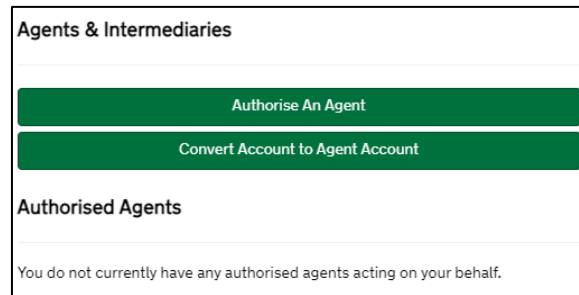 Agents & Intermediaries
Authorise An Agent
Convert Account to Agent Account
Authorised Agents
You do not currently have any authorised agents acting on your behalf.